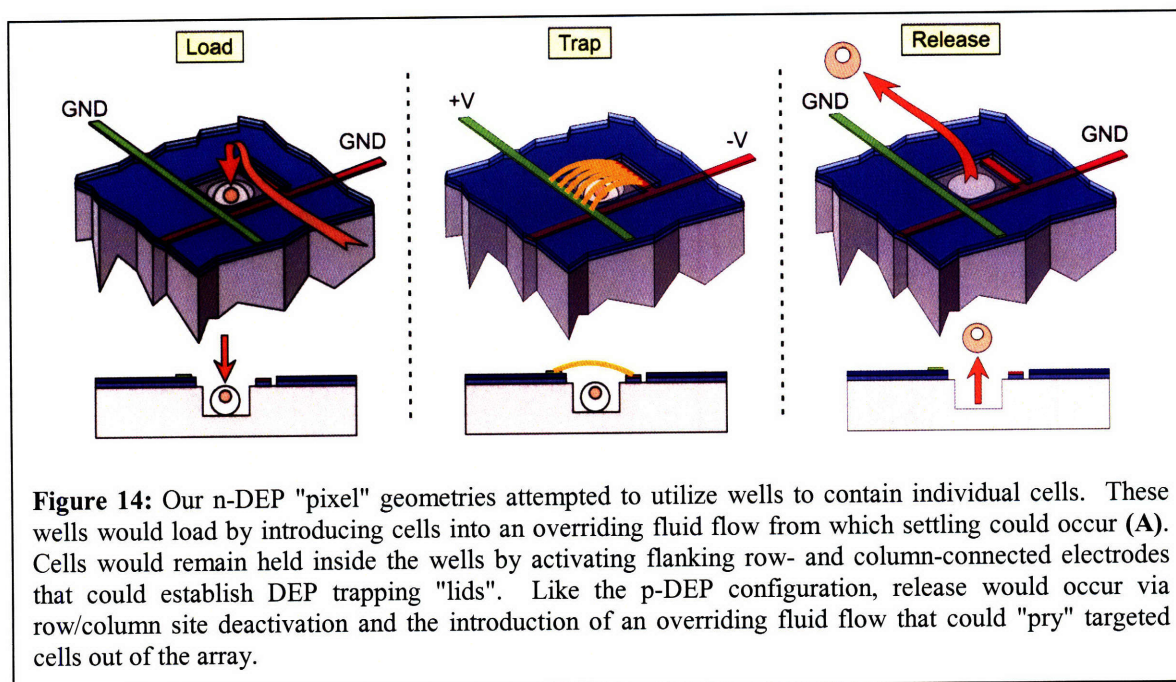 Load
Trap
Release
GND
GND
+V
-V
GND
GND
Figure 14: Our n-DEP "pixel" geometries attempted to utilize wells to contain individual cells. These
wells would load by introducing cells into an overriding fluid flow from which settling could occur (A).
Cells would remain held inside the wells by activating flanking row- and column-connected electrodes
that could establish DEP trapping "lids". Like the p-DEP configuration, release would occur via
row/column site deactivation and the introduction of an overriding fluid flow that could "pry" targeted
cells out of the array.